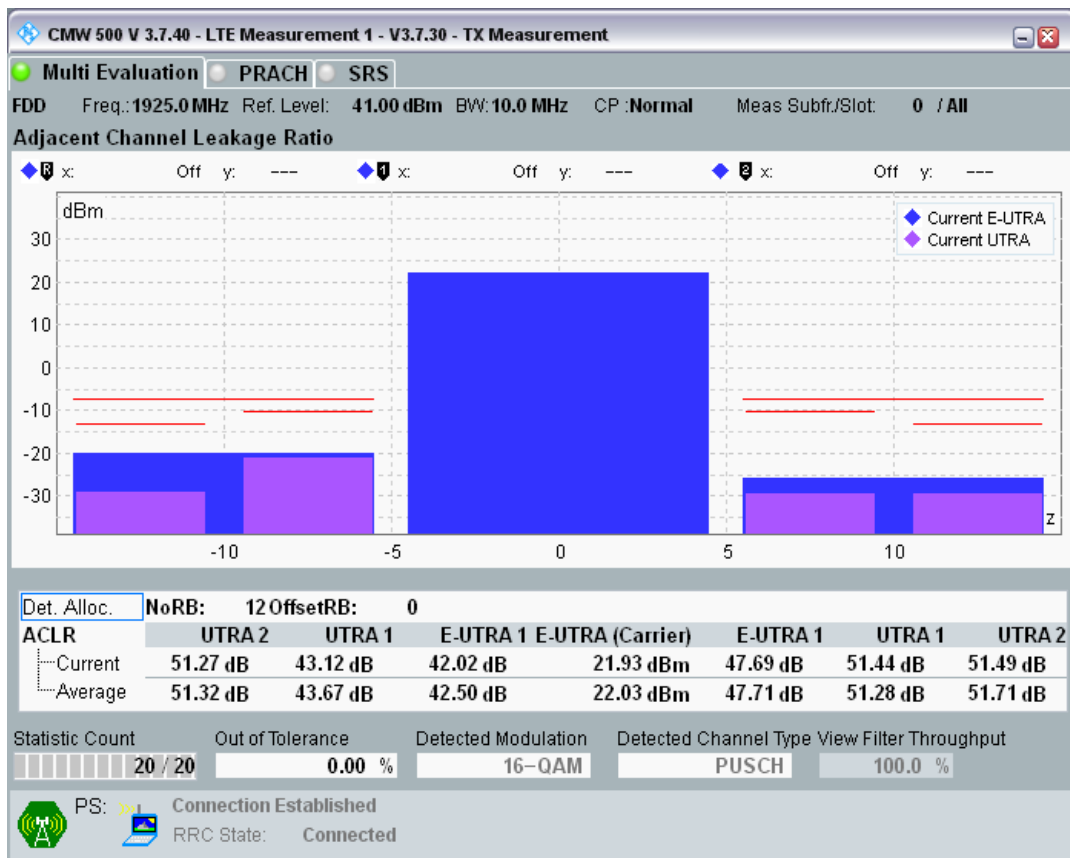 CMW 500 V 3.7.40 - LTE Measurement 1 - V3.7.30 - TX Measurement
Multi Evaluation PRACH SRS
FDD Freq.: 1925.0 MHz Ref. Level: 41.00 dBm BW: 10.0 MHz CP :Normal Meas Subfr./Slot: 0 / All
Adjacent Channel Leakage Ratio
R x: Off y: --- 1 x: Off y: --- 2 x: Off y: ---
dBm
Current E-UTRA
Current UTRA
30
20
10
0
-10
-20
-30
z
-10 -5 0 5 10
Det. Alloc. NoRB: 12 OffsetRB: 0
ACLR UTRA 2 UTRA 1 E-UTRA 1 E-UTRA (Carrier) E-UTRA 1 UTRA 1 UTRA 2
Current 51.27 dB 43.12 dB 42.02 dB 21.93 dBm 47.69 dB 51.44 dB 51.49 dB
Average 51.32 dB 43.67 dB 42.50 dB 22.03 dBm 47.71 dB 51.28 dB 51.71 dB
Statistic Count Out of Tolerance Detected Modulation Detected Channel Type View Filter Throughput
20 / 20 0.00 % 16-QAM PUSCH 100.0 %
PS: Connection Established
RRC State: Connected